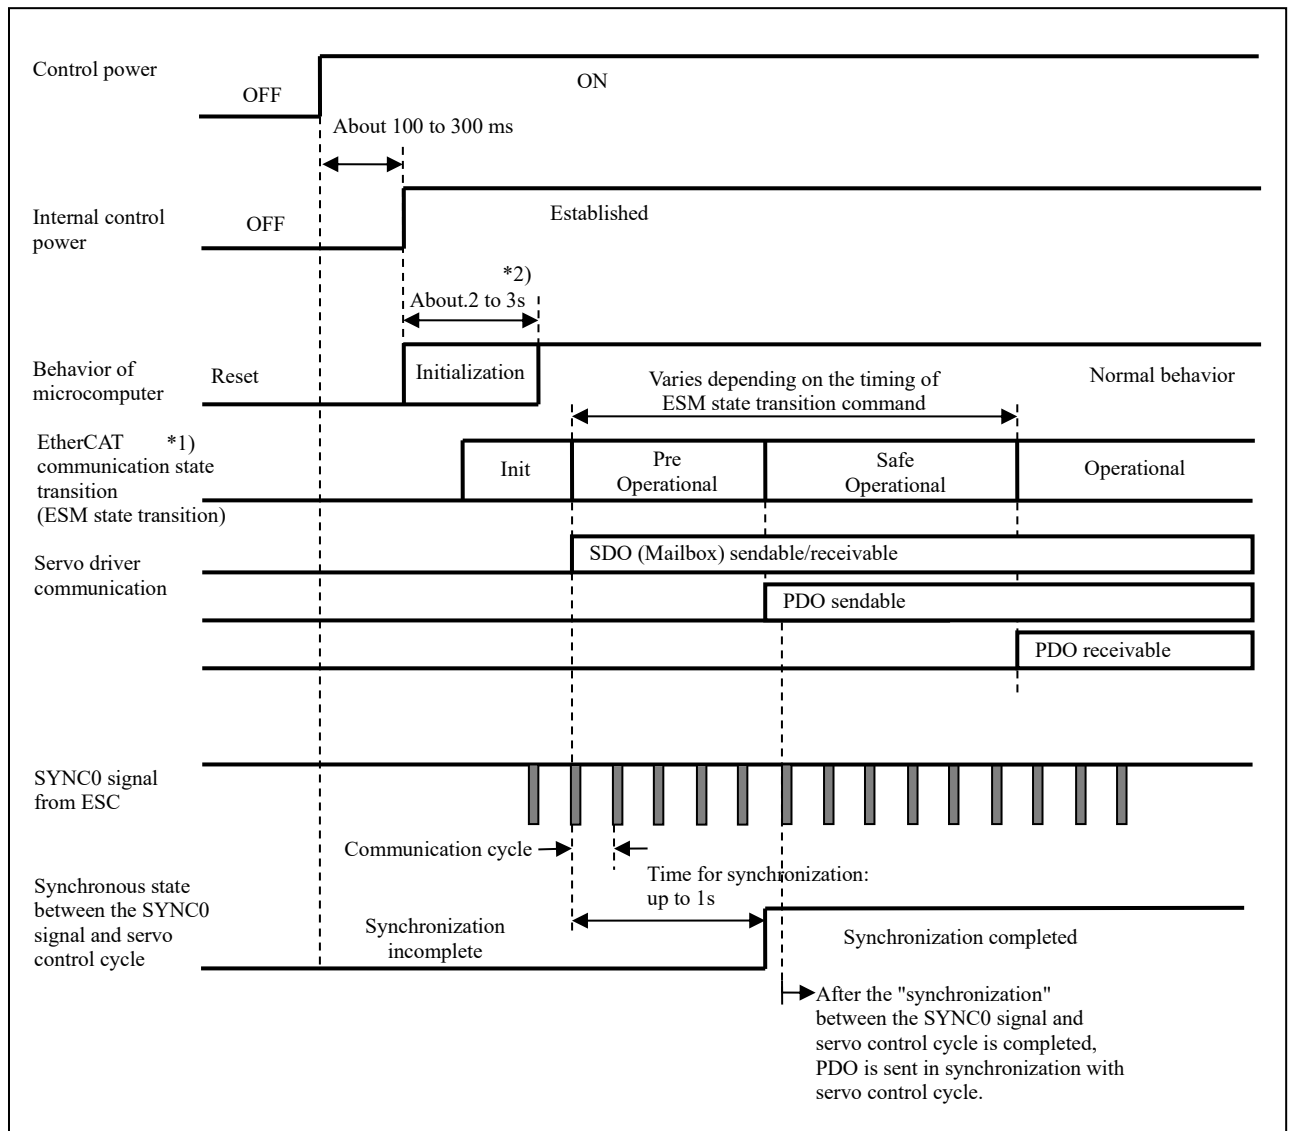 Control power
OFF
ON
About 100 to 300 ms
Internal control
power
OFF
Established
*2)
About.2 to 3s
Behavior of
microcomputer
Reset
Initialization
Varies depending on the timing of
ESM state transition command
Normal behavior
EtherCAT *1)
communication state
transition
(ESM state transition)
Init
Pre
Operational
Safe
Operational
Operational
Servo driver
communication
SDO (Mailbox) sendable/receivable
PDO sendable
PDO receivable
SYNC0 signal
from ESC
Communication cycle
Time for synchronization:
up to 1s
Synchronous state
between the SYNC0
signal and servo
control cycle
Synchronization
incomplete
Synchronization completed
After the "synchronization"
between the SYNC0 signal and
servo control cycle is completed,
PDO is sent in synchronization with
servo control cycle.